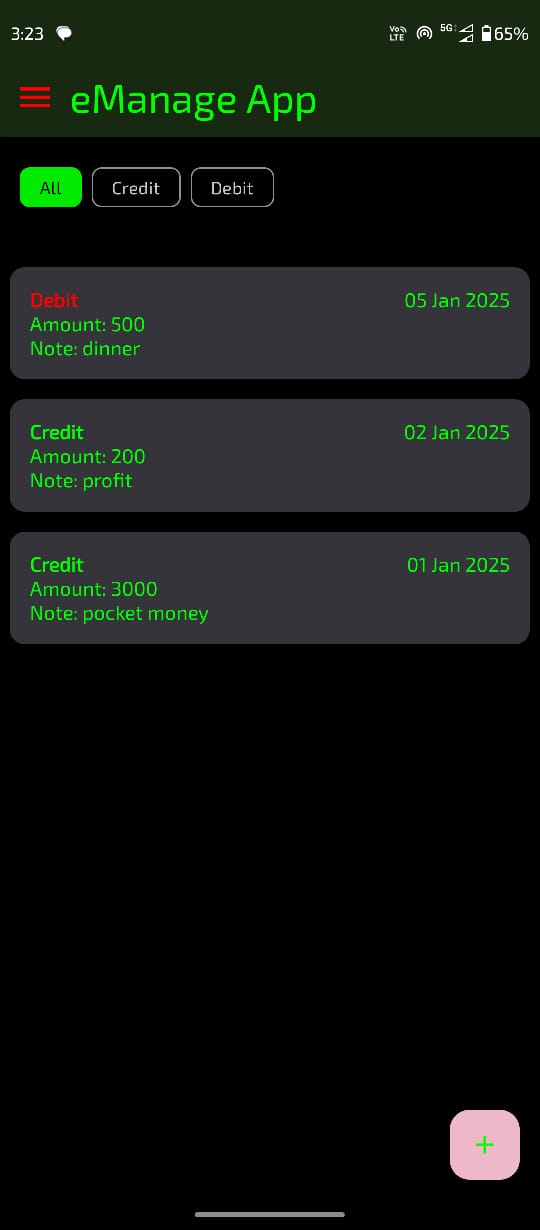 3:23 Vo LTE 5G 65%
eManage App
All Credit Debit
Debit 05 Jan 2025
Amount: 500
Note: dinner
Credit 02 Jan 2025
Amount: 200
Note: profit
Credit 01 Jan 2025
Amount: 3000
Note: pocket money
+